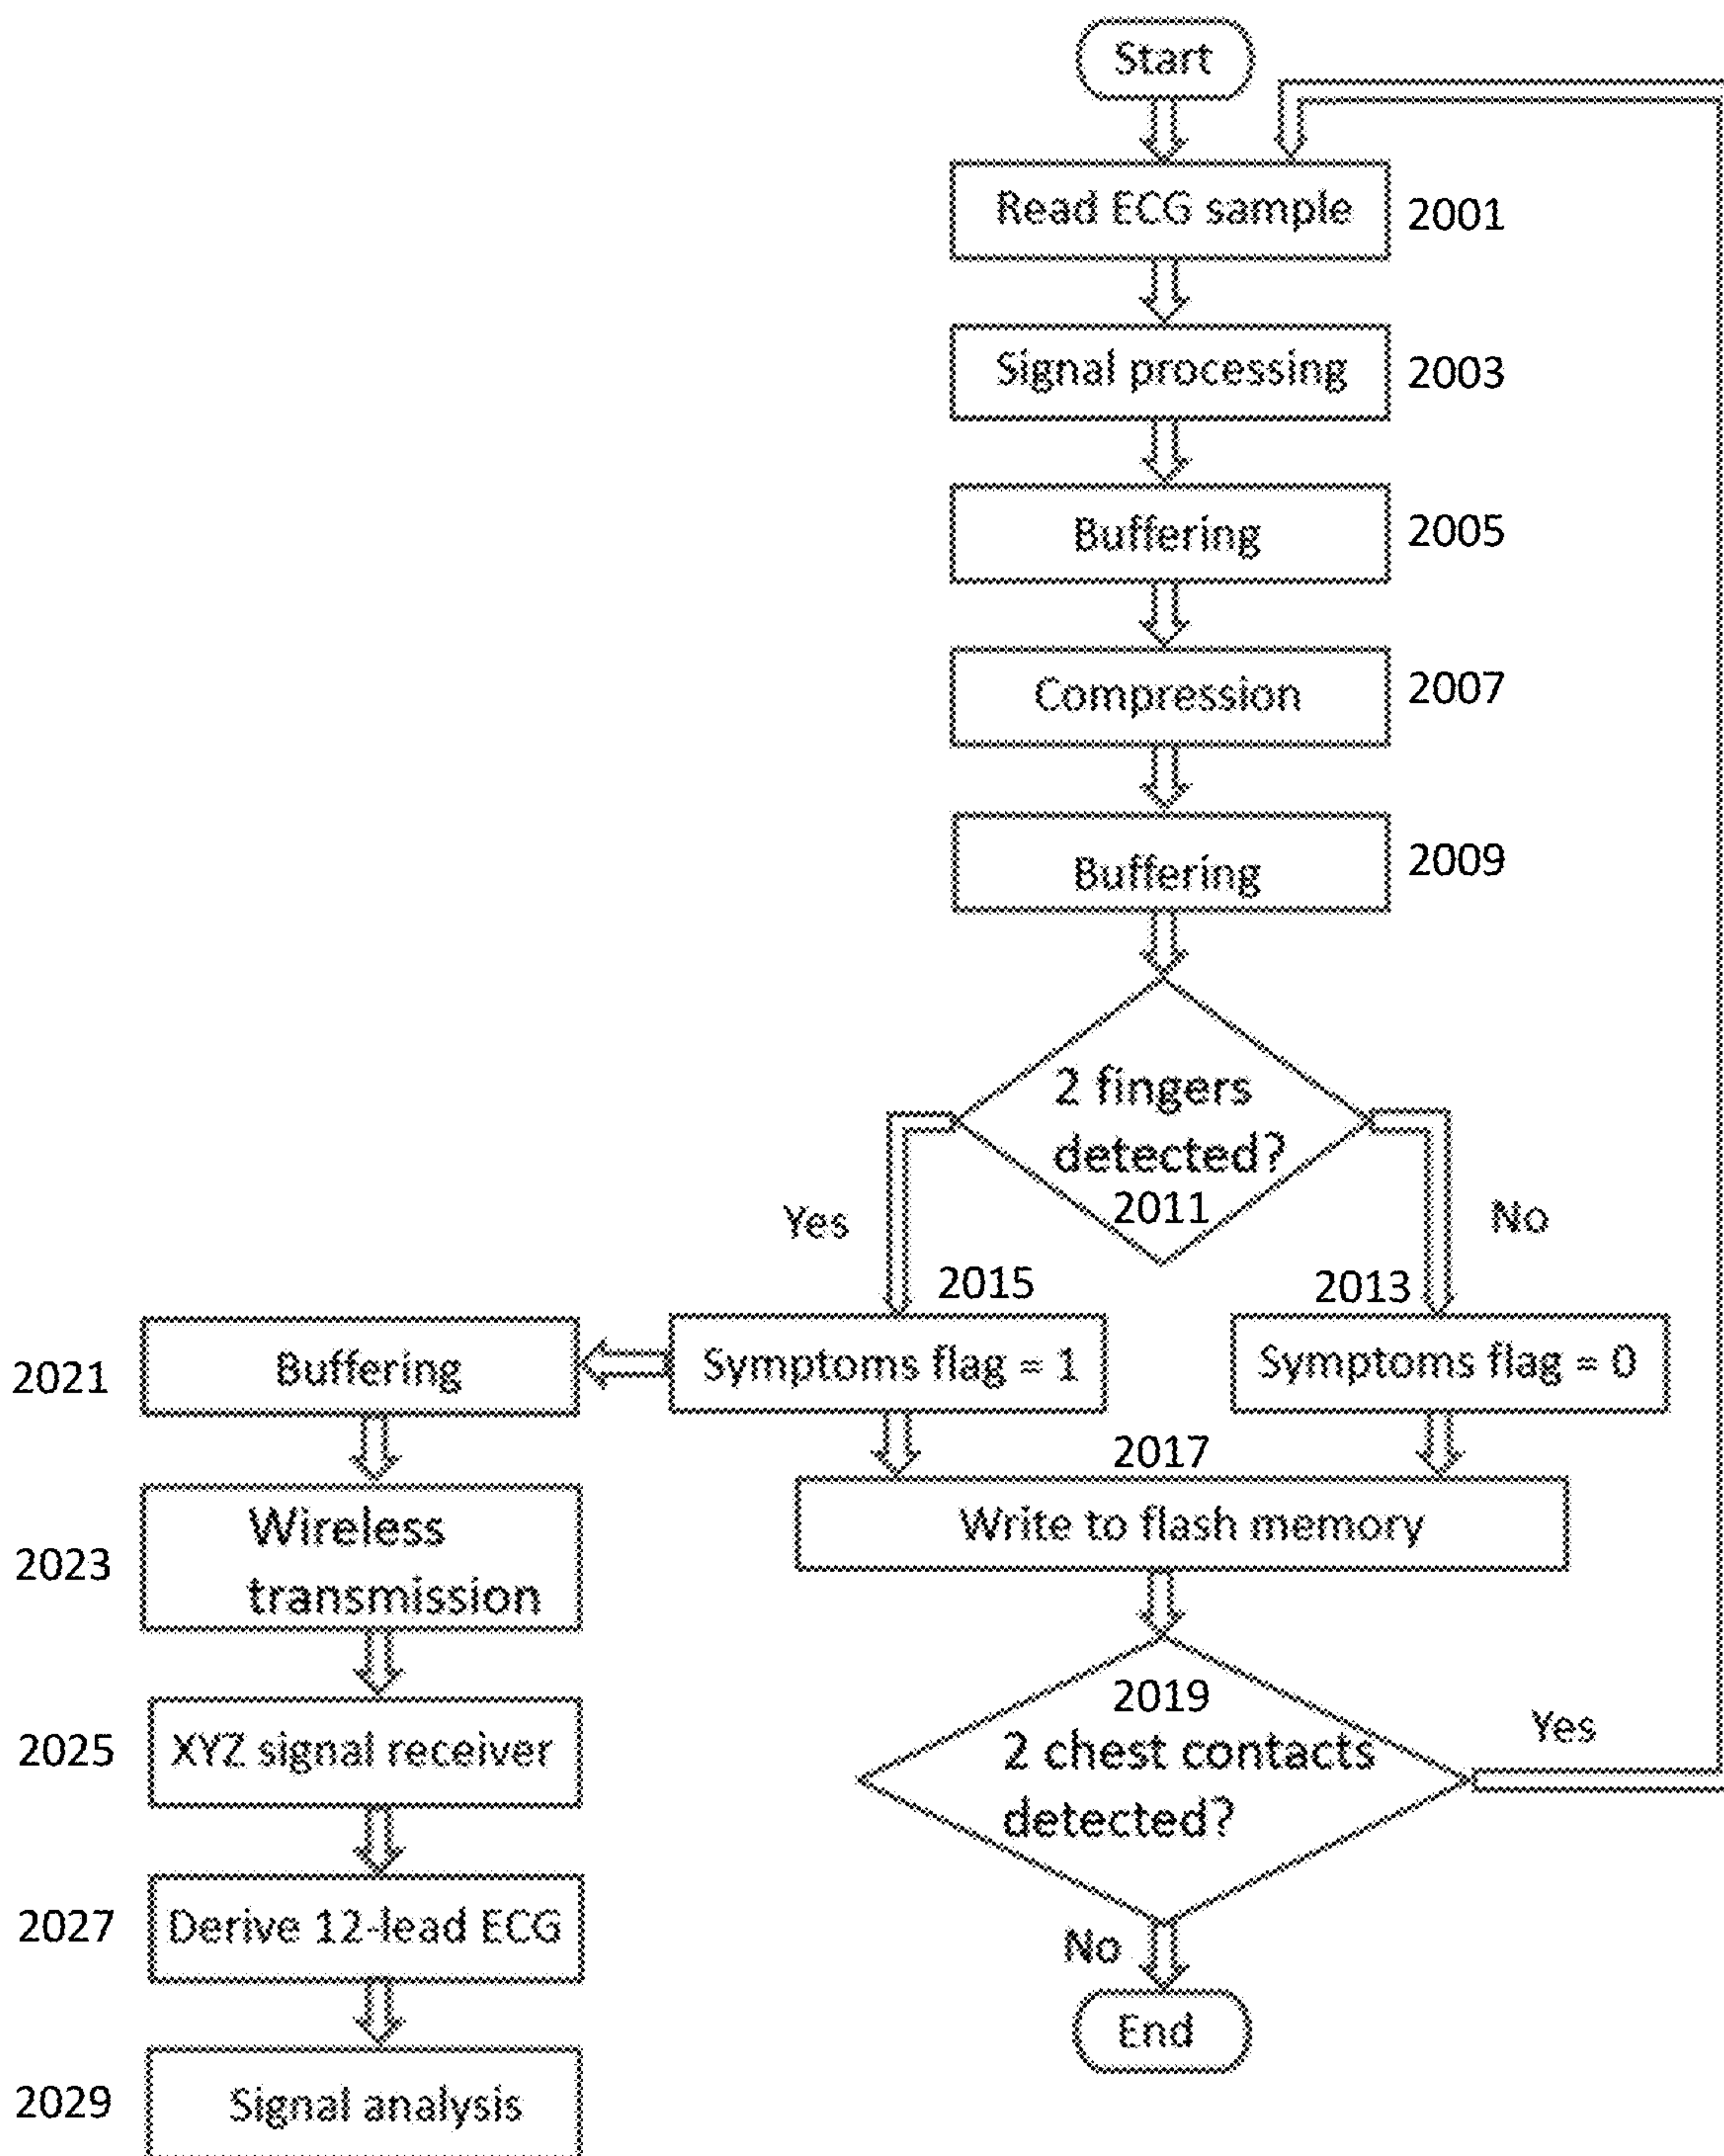 Start
Read ECG sample
2001
Signal processing
2003
Buffering
2005
Compression
2007
Buffering
2009
2 fingers
detected?
2011
Yes
No
2015
2013
2021
Buffering
Symptoms flag = 1
Symptoms flag = 0
2017
Write to flash memory
2023
Wireless
transmission
2019
2 chest contacts
detected?
Yes
2025
XYZ signal receiver
2027
Derive 12-lead ECG
No
End
2029
Signal analysis